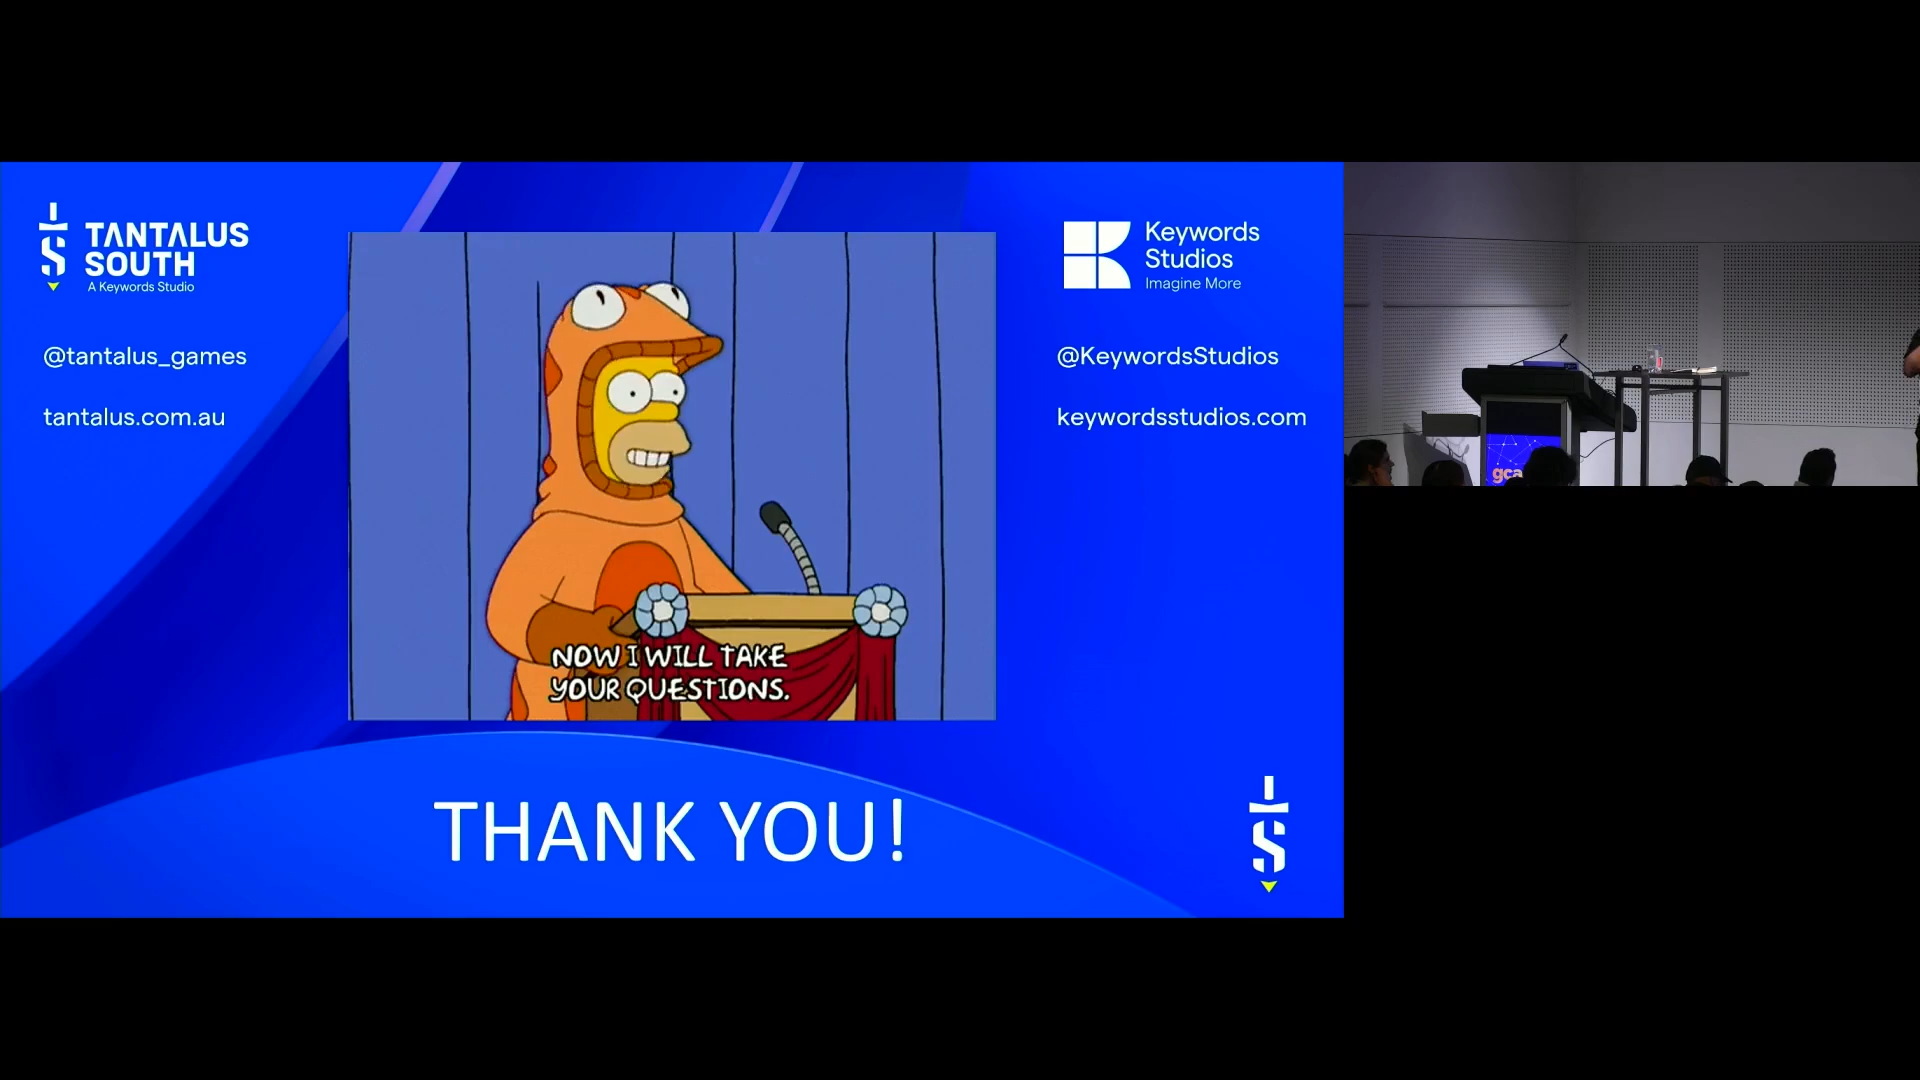 TANTALUS
SOUTH
A Keywords Studio
@tantalus_games
tantalus.com.au
NOW I WILL TAKE
YOUR QUESTIONS.
Keywords
Studios
Imagine More
@KeywordsStudios
keywordsstudios.com
THANK YOU!
gca